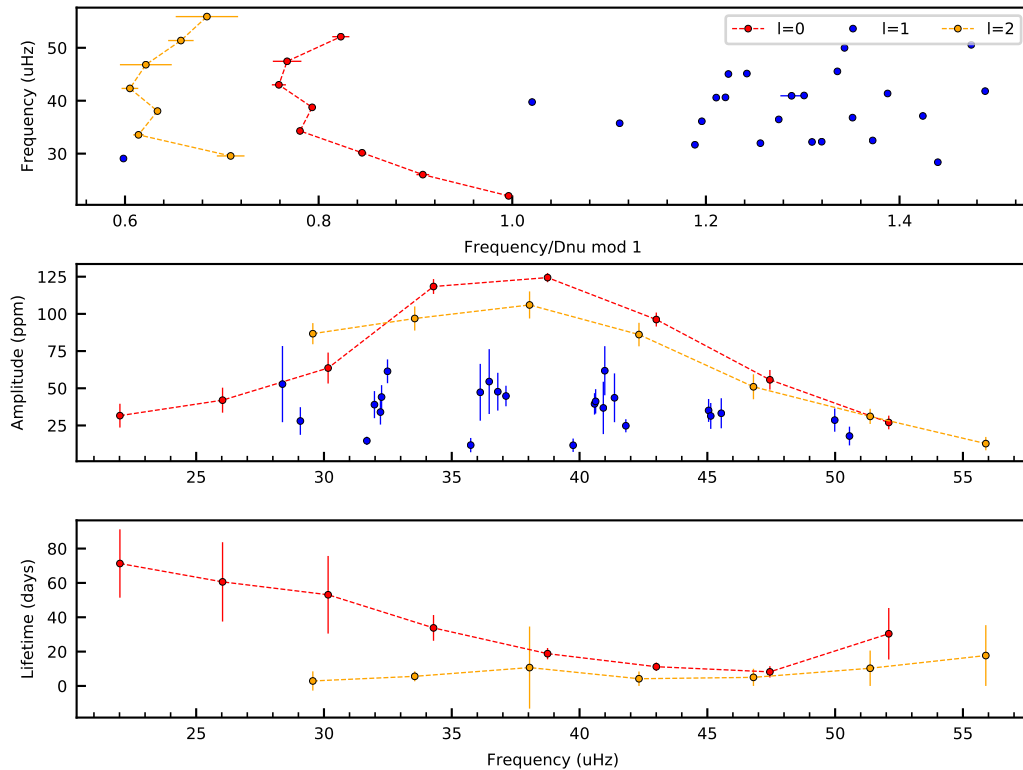 l=0 l=1 l=2
50
40
30
Frequency (uHz)
0.6 0.8 1.0 1.2 1.4
Frequency/Dnu mod 1
125
100
75
50
25
Amplitude (ppm)
25 30 35 40 45 50 55
80
60
40
20
0
Lifetime (days)
25 30 35 40 45 50 55
Frequency (uHz)